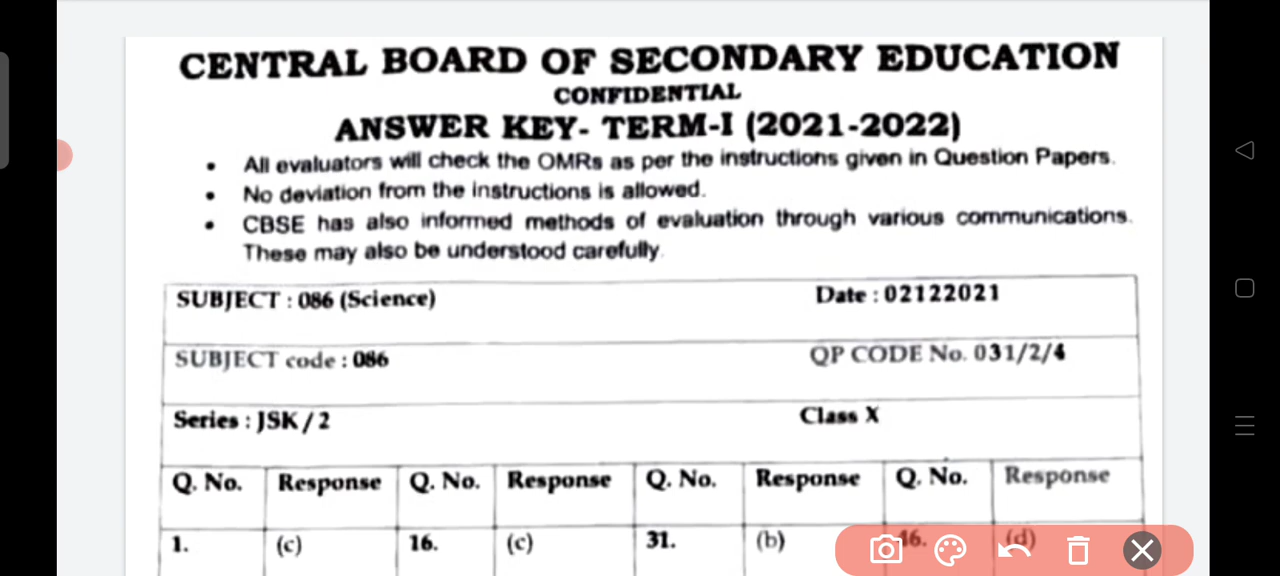 CENTRAL BOARD OF SECONDARY EDUCATION
CONFIDENTIAL
ANSWER KEY- TERM-I (2021-2022)
• All evaluators will check the OMRs as per the instructions given in Question Papers.
• No deviation from the instructions is allowed.
• CBSE has also informed methods of evaluation through various communications.
These may also be understood carefully.
SUBJECT : 086 (Science) Date : 02122021
SUBJECT code : 086 QP CODE No. 031/2/4
Series : JSK / 2 Class X
Q. No. Response Q. No. Response Q. No. Response Q. No. Response
1. (c) 16. (c) 31. (b) 46. (d)